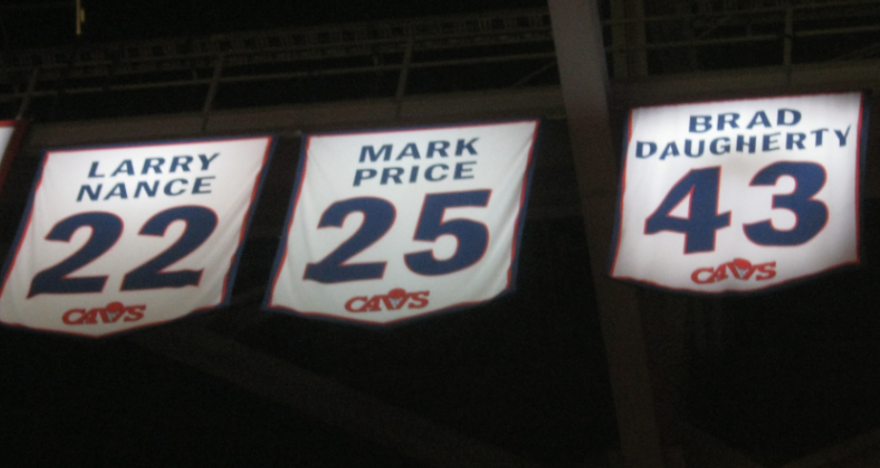 LARRY
NANCE
22
CAVS
MARK
PRICE
25
CAVS
BRAD
DAUGHERTY
43
CAVS